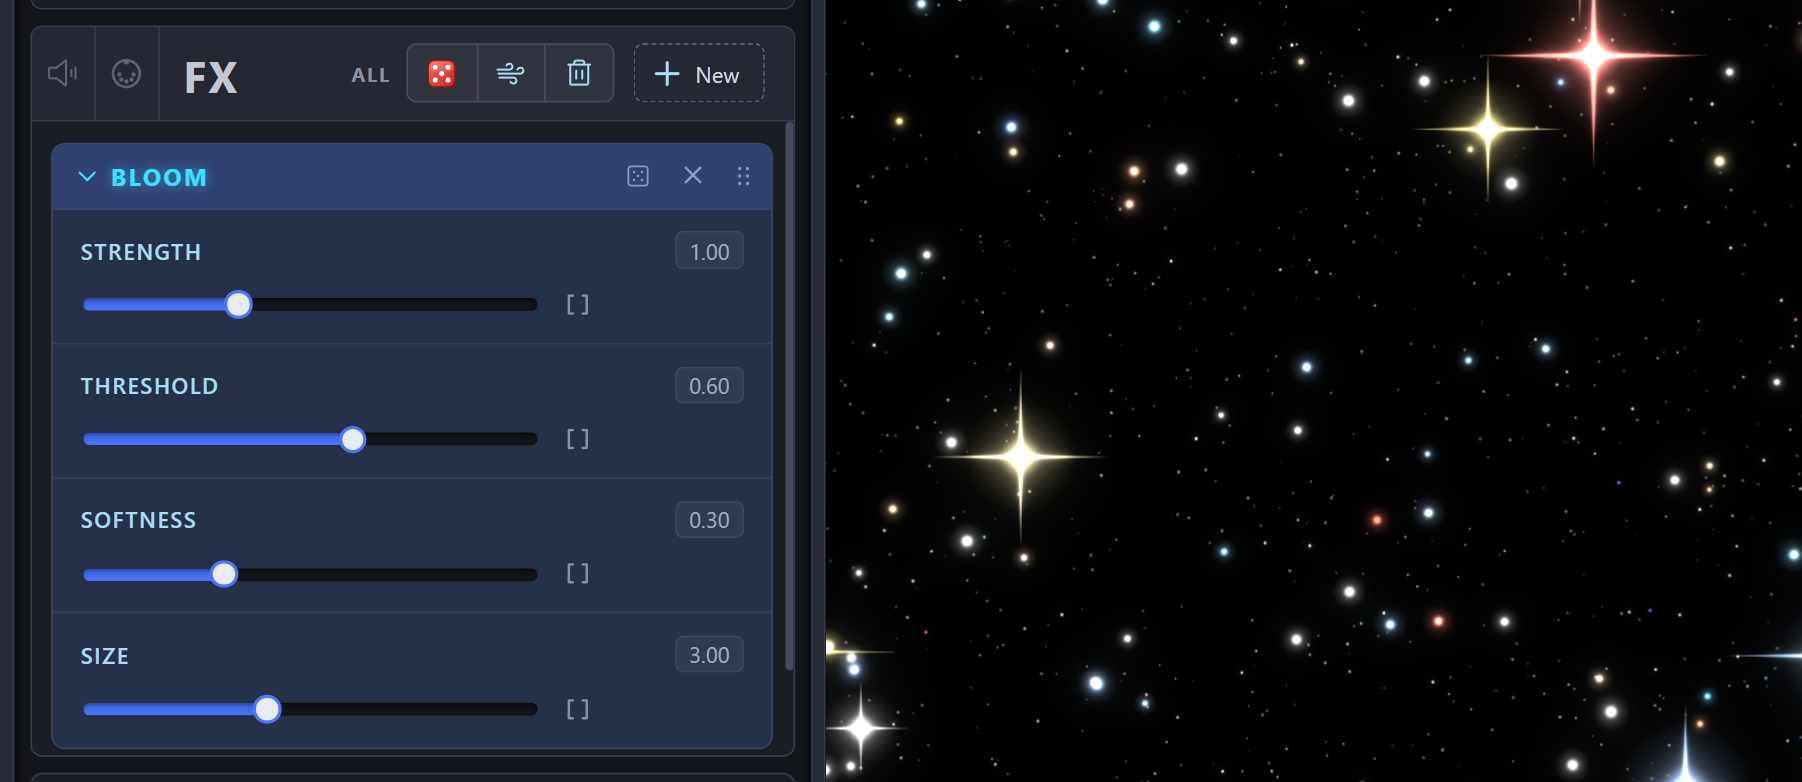 FX
ALL
New
BLOOM
STRENGTH
1.00
THRESHOLD
0.60
SOFTNESS
0.30
SIZE
3.00